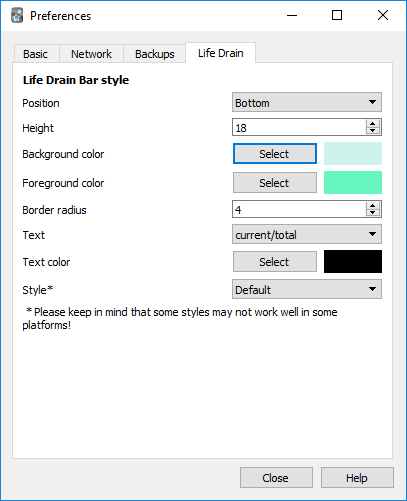 Preferences
Basic Network Backups Life Drain
Life Drain Bar style
Position Bottom
Height 18
Background color Select
Foreground color Select
Border radius 4
Text current/total
Text color Select
Style* Default
* Please keep in mind that some styles may not work well in some
platforms!
Close Help